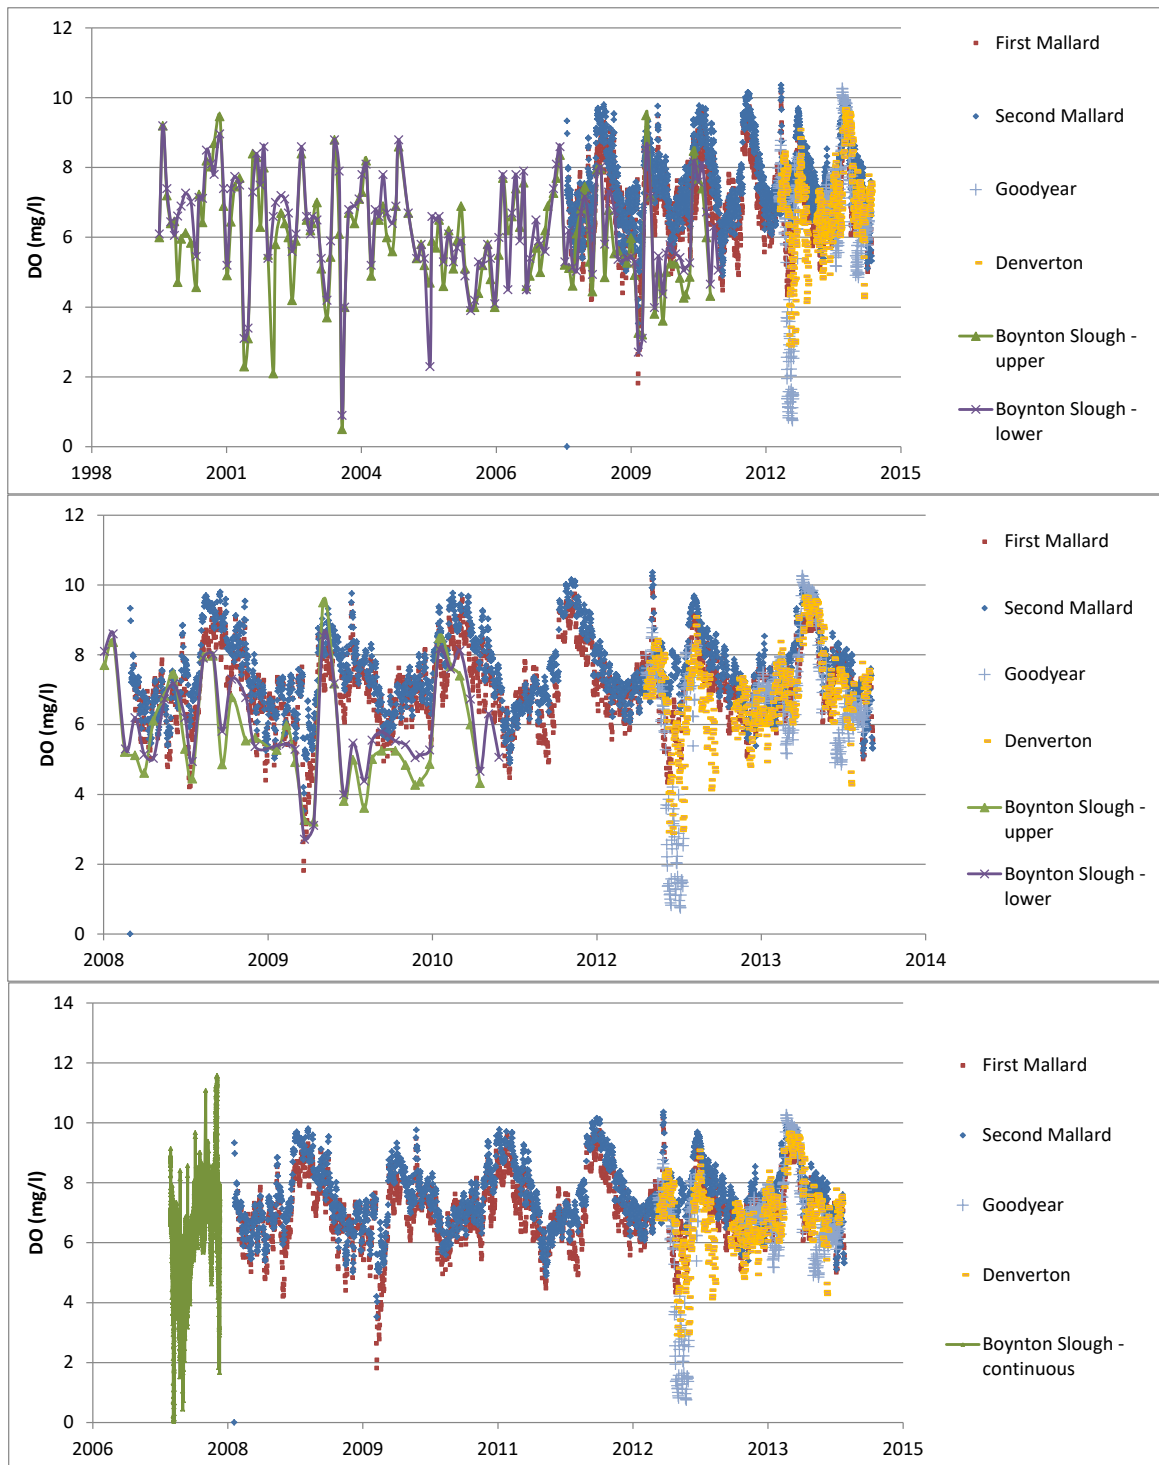 12
10
8
6
4
2
0
DO (mg/l)
1998
2001
2004
2006
2009
2012
2015
First Mallard
Second Mallard
Goodyear
Denverton
Boynton Slough -
upper
Boynton Slough -
lower
12
10
8
6
4
2
0
DO (mg/l)
2008
2009
2010
2012
2013
2014
First Mallard
Second Mallard
Goodyear
Denverton
Boynton Slough -
upper
Boynton Slough -
lower
14
12
10
8
6
4
2
0
DO (mg/l)
2006
2008
2009
2011
2012
2013
2015
First Mallard
Second Mallard
Goodyear
Denverton
Boynton Slough -
continuous